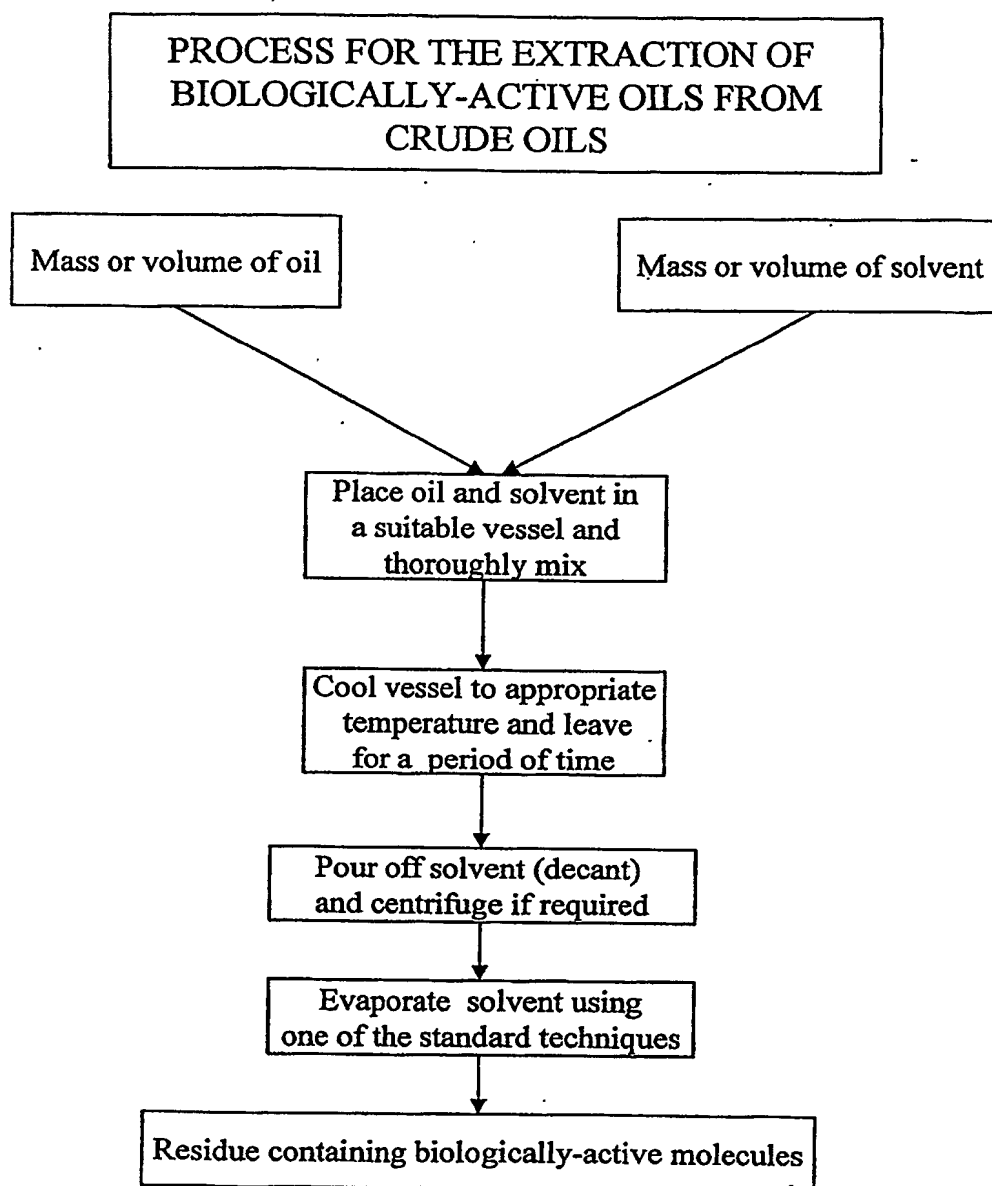 PROCESS FOR THE EXTRACTION OF
BIOLOGICALLY-ACTIVE OILS FROM
CRUDE OILS
Mass or volume of oil
Mass or volume of solvent
Place oil and solvent in
a suitable vessel and
thoroughly mix
Cool vessel to appropriate
temperature and leave
for a period of time
Pour off solvent (decant)
and centrifuge if required
Evaporate solvent using
one of the standard techniques
Residue containing biologically-active molecules